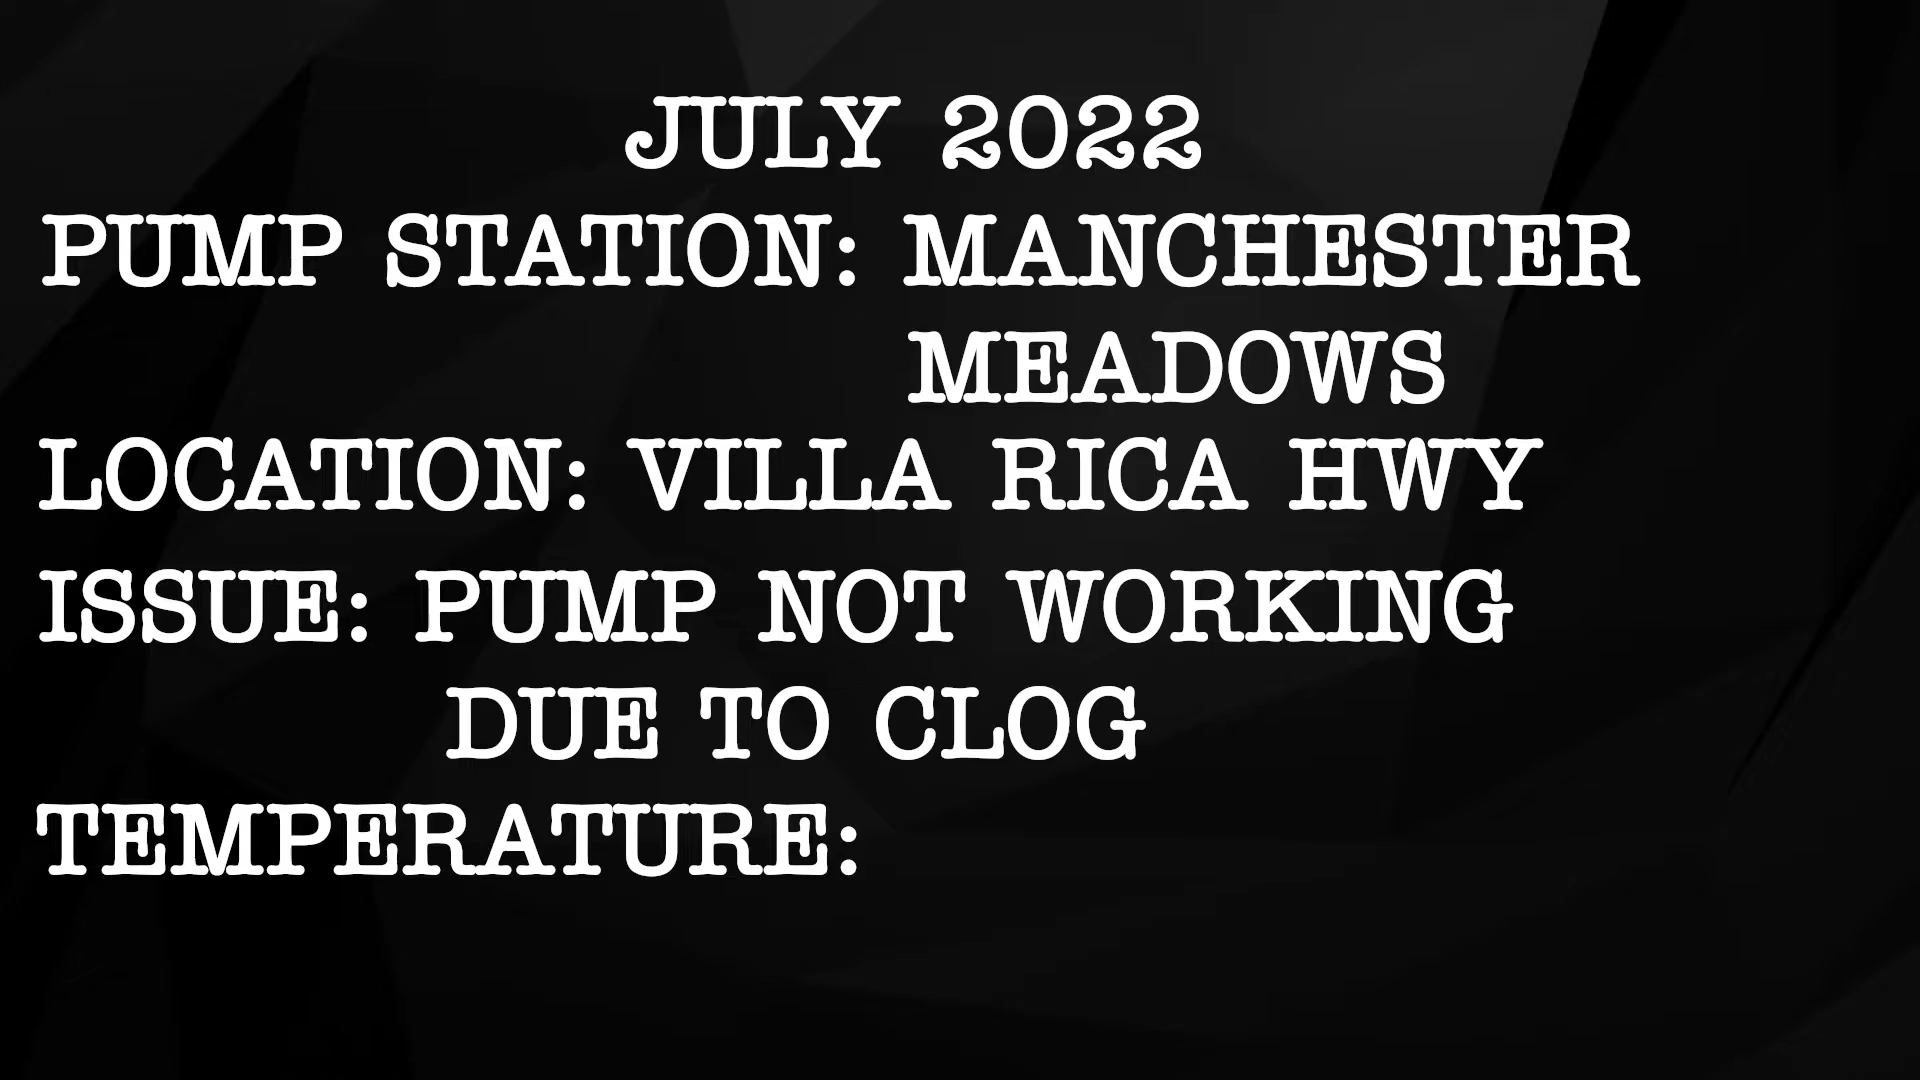 JULY 2022
PUMP STATION: MANCHESTER
MEADOWS
LOCATION: VILLA RICA HWY
ISSUE: PUMP NOT WORKING
DUE TO CLOG
TEMPERATURE: